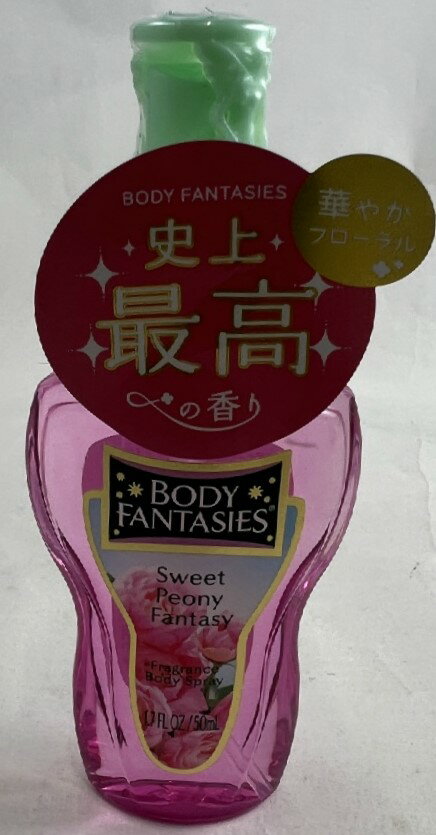 BODY FANTASIES
史上
最高
の香り
華やか
フローラル
BODY
FANTASIES®
Sweet
Peony
Fantasy
Fragrance
Body Spray
1.7 FL OZ / 50mL